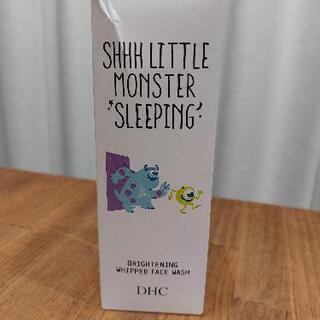 SHHH LITTLE
MONSTER
'SLEEPING'
BRIGHTENING
WHIPPED FACE WASH
DHC